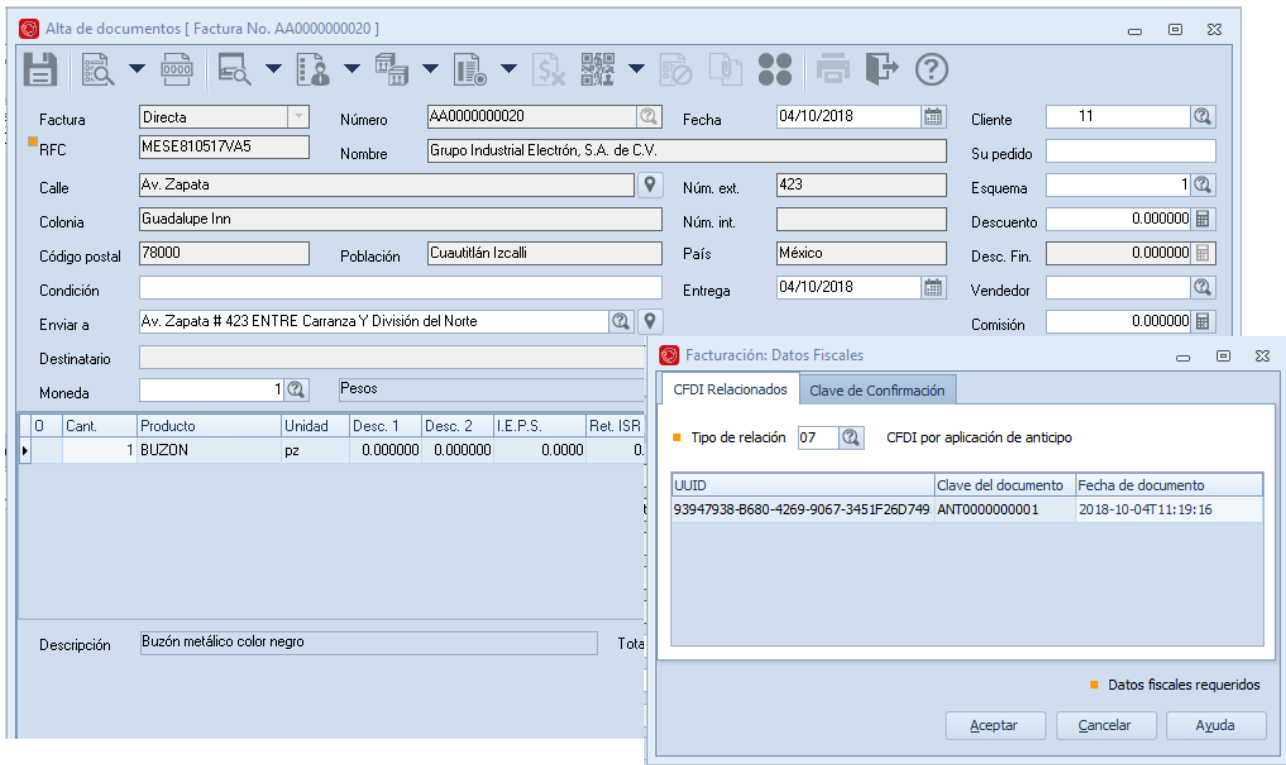 Alta de documentos [ Factura No. AA0000000020 ]
Factura Directa Número AA0000000020 Fecha 04/10/2018 Cliente 11
RFC MESE810517VA5 Nombre Grupo Industrial Electrón, S.A. de C.V. Su pedido
Calle Av. Zapata Núm. ext. 423 Esquema 1
Colonia Guadalupe Inn Núm. int. Descuento 0.000000
Código postal 78000 Población Cuautitlán Izcalli País México Desc. Fin. 0.000000
Condición Entrega 04/10/2018 Vendedor
Enviar a Av. Zapata # 423 ENTRE Carranza Y División del Norte Comisión 0.000000
Destinatario
Moneda 1 Pesos
O Cant. Producto Unidad Desc. 1 Desc. 2 I.E.P.S. Ret. ISR
1 BUZON pz 0.000000 0.000000 0.0000 0.
Descripción Buzón metálico color negro Tota
Facturación: Datos Fiscales
CFDI Relacionados Clave de Confirmación
Tipo de relación 07 CFDI por aplicación de anticipo
UUID Clave del documento Fecha de documento
93947938-B680-4269-9067-3451F26D749 ANT0000000001 2018-10-04T11:19:16
Datos fiscales requeridos
Aceptar Cancelar Ayuda